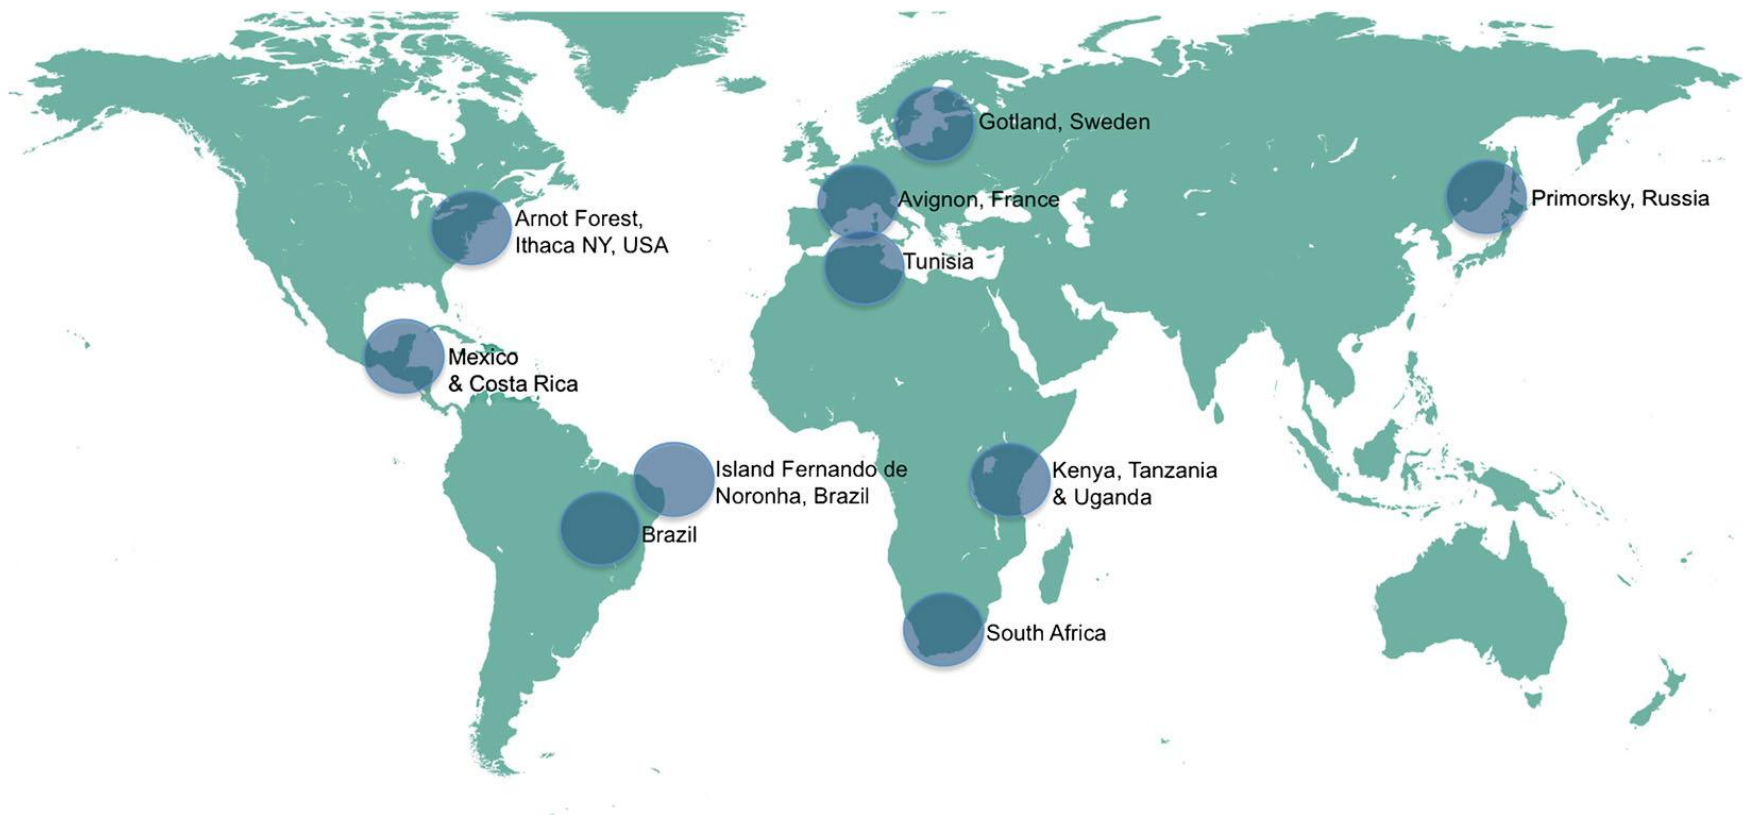 Gotland, Sweden
Avignon, France
Primorsky, Russia
Arnot Forest,
Ithaca NY, USA
Tunisia
Mexico
& Costa Rica
Island Fernando de
Noronha, Brazil
Kenya, Tanzania
& Uganda
Brazil
South Africa